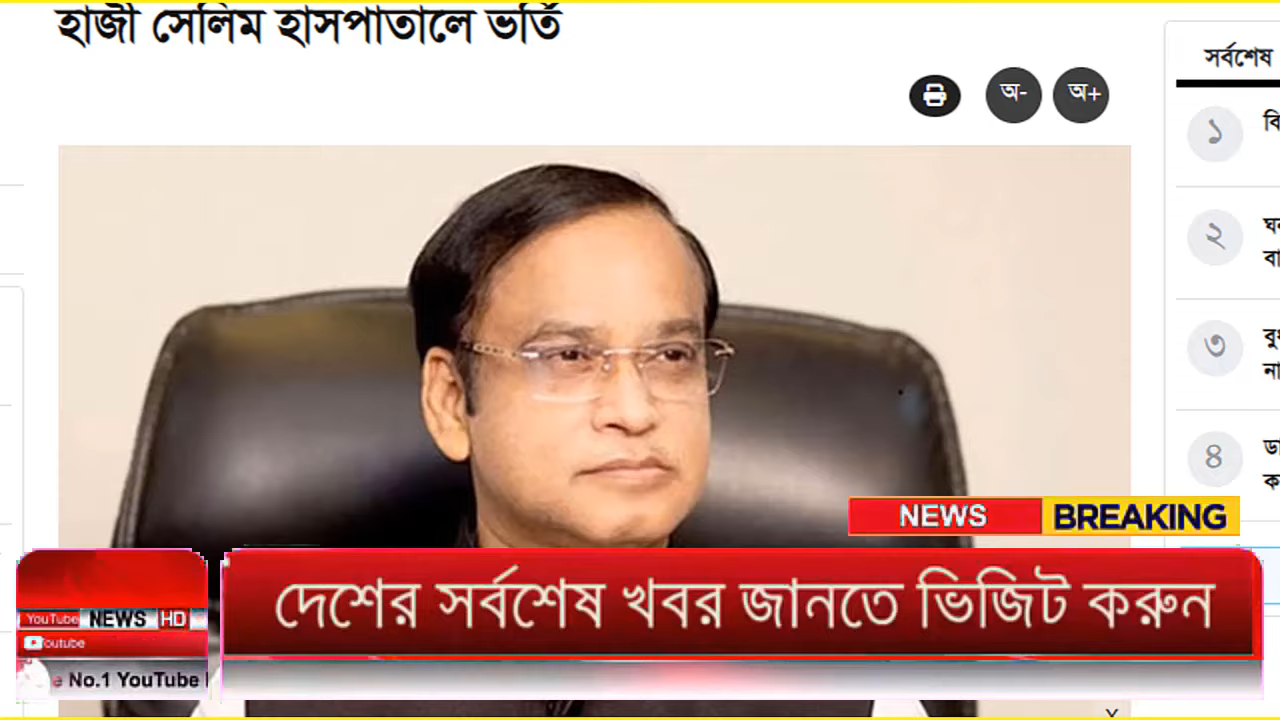 হাজী সেলিম হাসপাতালে ভর্তি
অ- অ+
সর্বশেষ
১
২
৩
৪
NEWS BREAKING
দেশের সর্বশেষ খবর জানতে ভিজিট করুন
YouTube NEWS HD
outube
e No.1 YouTube